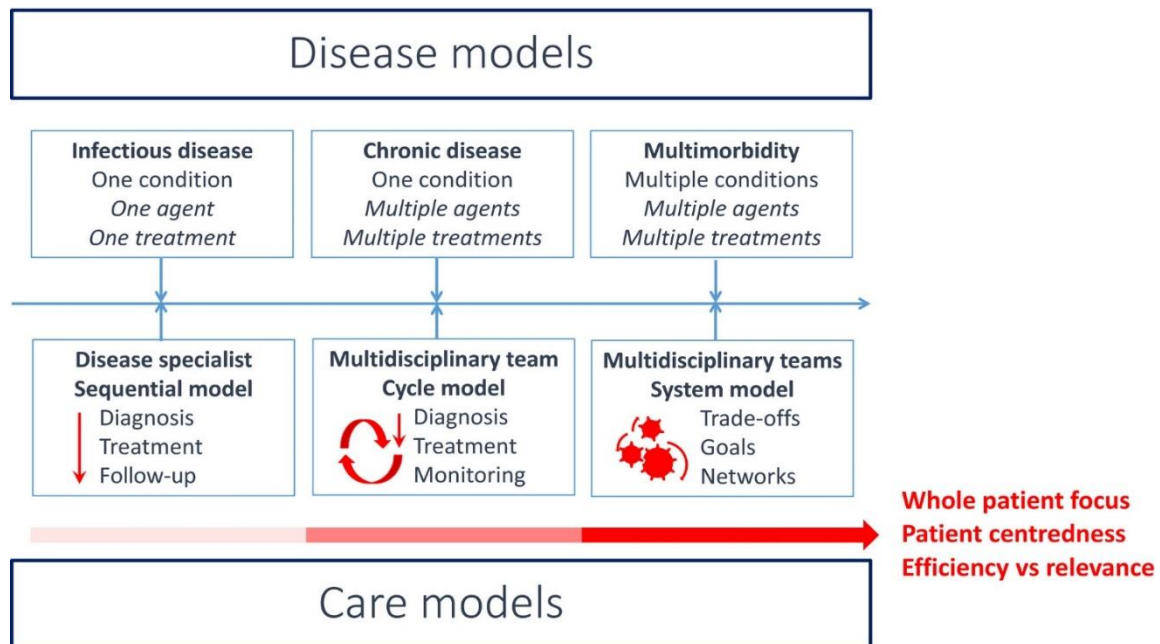 Disease models
Infectious disease
One condition
One agent
One treatment
Chronic disease
One condition
Multiple agents
Multiple treatments
Multimorbidity
Multiple conditions
Multiple agents
Multiple treatments
Disease specialist
Sequential model
Diagnosis
Treatment
Follow-up
Multidisciplinary team
Cycle model
Diagnosis
Treatment
Monitoring
Multidisciplinary teams
System model
Trade-offs
Goals
Networks
Whole patient focus
Patient centredness
Efficiency vs relevance
Care models